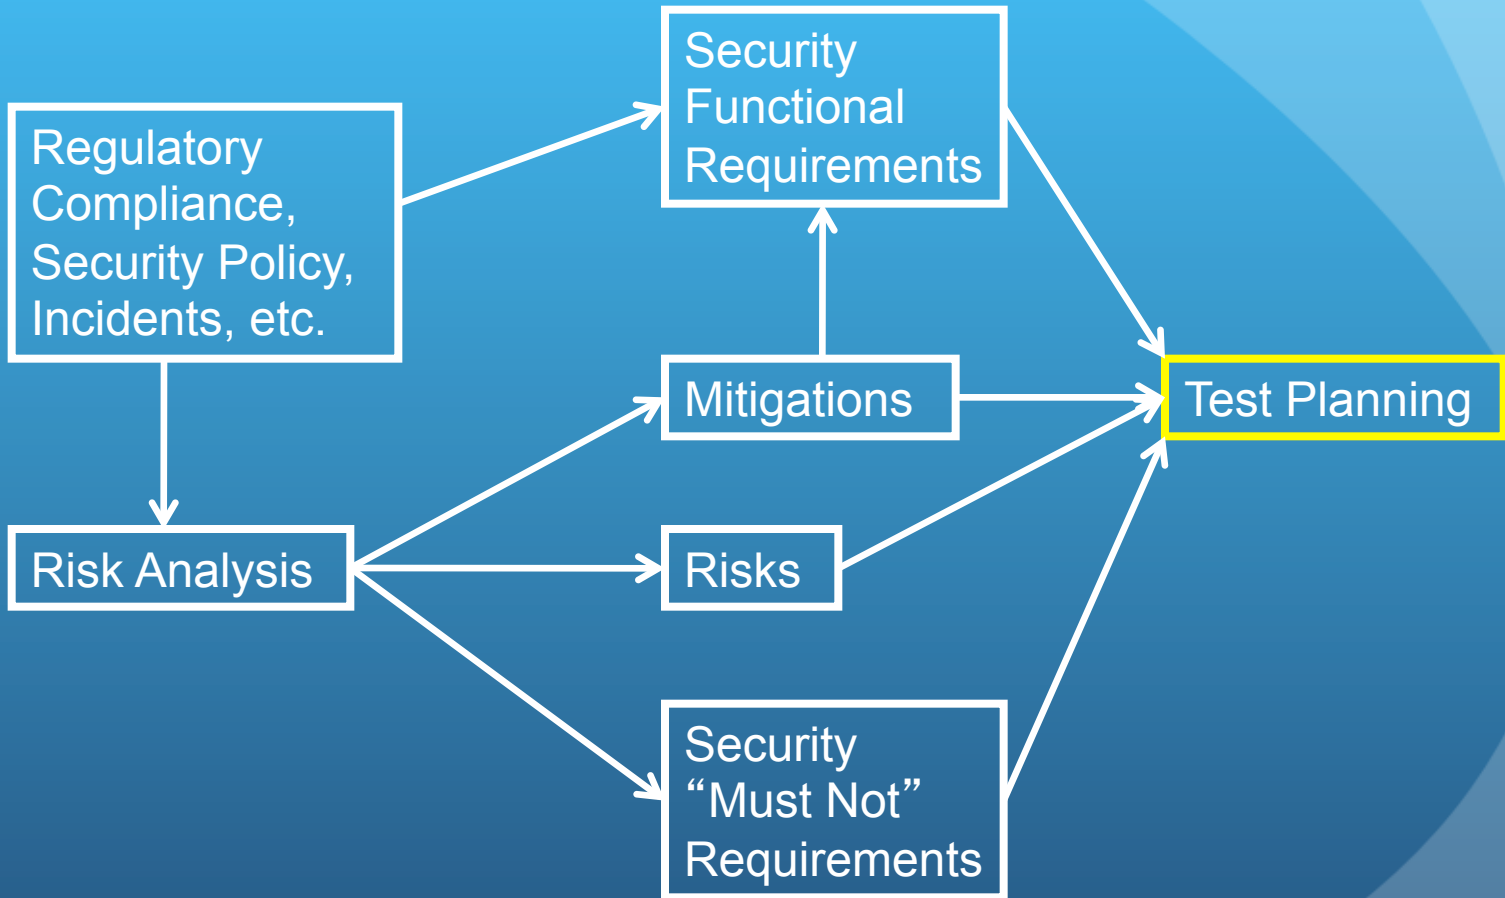 Security
Functional
Requirements
Regulatory
Compliance,
Security Policy,
Incidents, etc.
Mitigations
Test Planning
Risk Analysis
Risks
Security
“Must Not”
Requirements